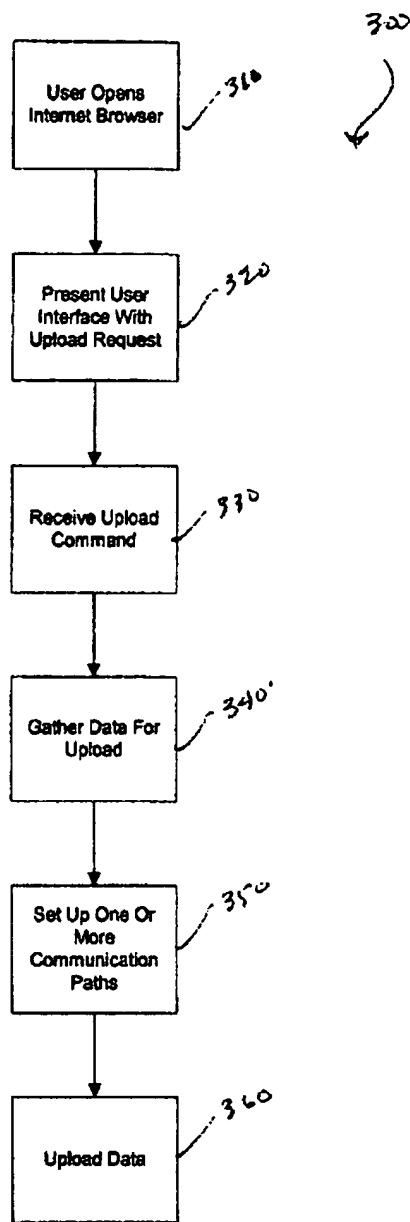 300
User Opens
Internet Browser
310
Present User
Interface With
Upload Request
320
Receive Upload
Command
330
Gather Data For
Upload
340
Set Up One Or
More
Communication
Paths
350
Upload Data
360